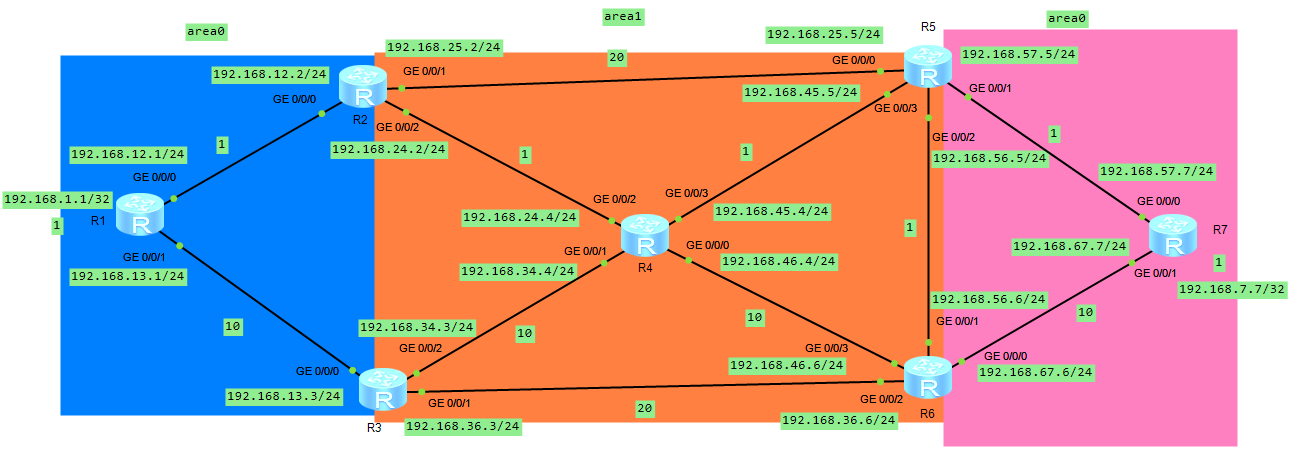 area0
area1
area0
192.168.25.2/24
192.168.25.5/24
R5
20
192.168.57.5/24
192.168.12.2/24
GE 0/0/1
GE 0/0/0
R
R
GE 0/0/0
R2
GE 0/0/2
192.168.45.5/24
GE 0/0/3
GE 0/0/1
192.168.24.2/24
1
1
1
GE 0/0/2
192.168.56.5/24
1
192.168.12.1/24
GE 0/0/0
192.168.57.7/24
192.168.1.1/32
R1
R
1
GE 0/0/2
GE 0/0/3
GE 0/0/0
192.168.24.4/24
192.168.45.4/24
1
R
R7
GE 0/0/1
192.168.13.1/24
GE 0/0/1
R
GE 0/0/0
R4
192.168.34.4/24
192.168.46.4/24
192.168.67.7/24
GE 0/0/1
1
192.168.7.7/32
10
192.168.34.3/24
10
10
192.168.56.6/24
GE 0/0/1
10
GE 0/0/2
GE 0/0/3
GE 0/0/0
R
192.168.46.6/24
R
GE 0/0/0
192.168.67.6/24
192.168.13.3/24
GE 0/0/1
20
GE 0/0/2
R3
192.168.36.3/24
192.168.36.6/24
R6